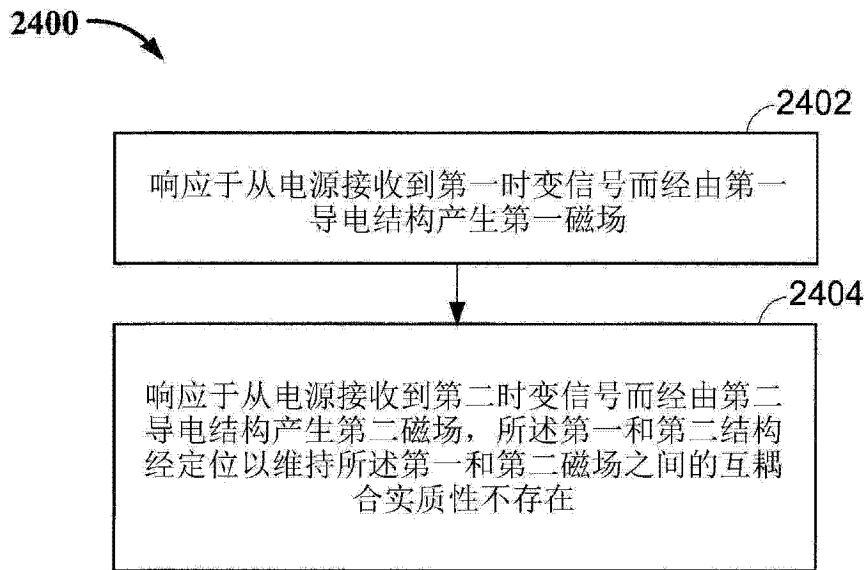 2400
2402
响应于从电源接收到第一时变信号而经由第一
导电结构产生第一磁场
2404
响应于从电源接收到第二时变信号而经由第二
导电结构产生第二磁场，所述第一和第二结构
经定位以维持所述第一和第二磁场之间的互耦
合实质性不存在